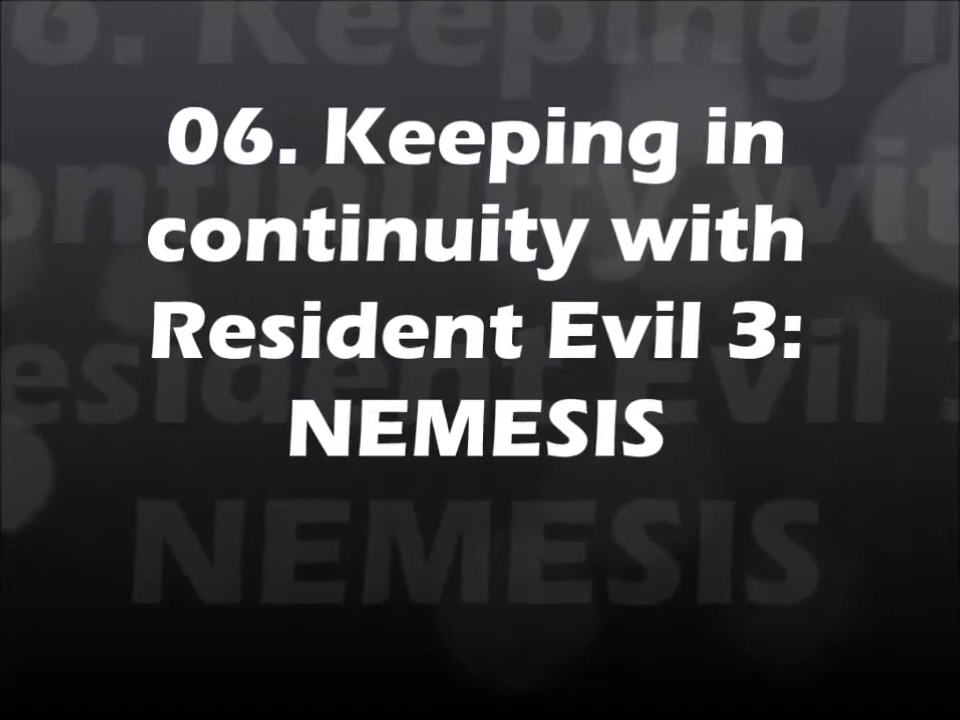 06. Keeping in
continuity with
Resident Evil 3:
NEMESIS